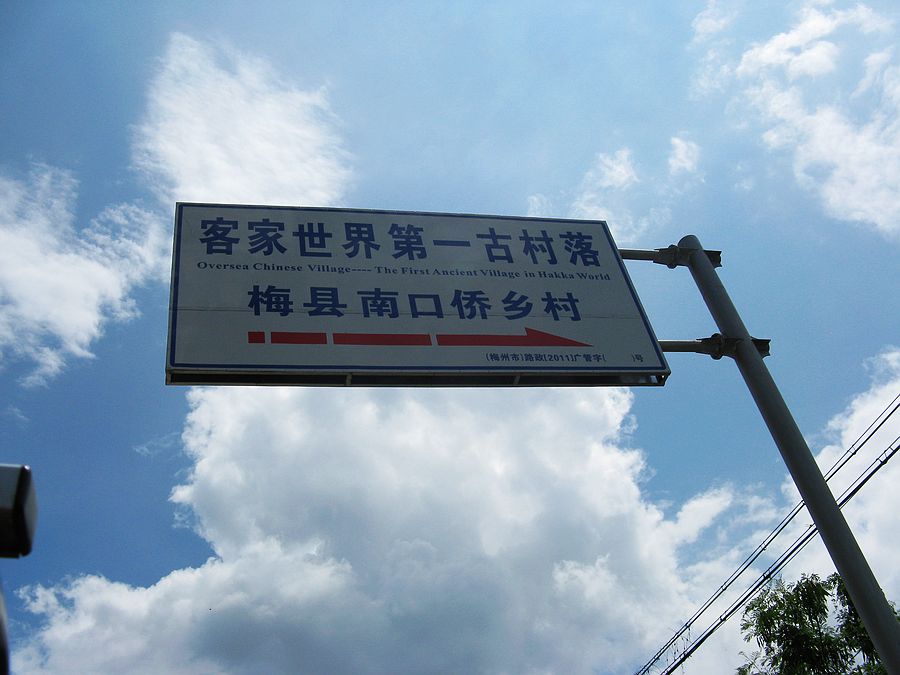 客家世界第一古村落
Oversea Chinese Village---- The First Ancient Village in Hakka World
梅县南口侨乡村
(梅州市)路政[2011]广管字( )号